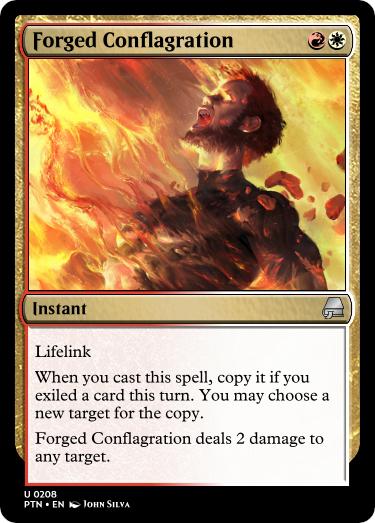 Forged Conflagration
Instant
Lifelink
When you cast this spell, copy it if you
exiled a card this turn. You may choose a
new target for the copy.
Forged Conflagration deals 2 damage to
any target.
U 0208
PTN • EN John Silva